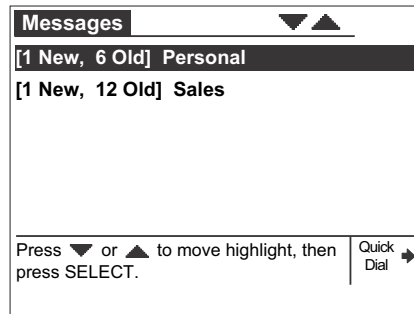 Messages
[1 New, 6 Old] Personal
[1 New, 12 Old] Sales
Press ▼ or ▲ to move highlight, then
press SELECT.
Quick
Dial